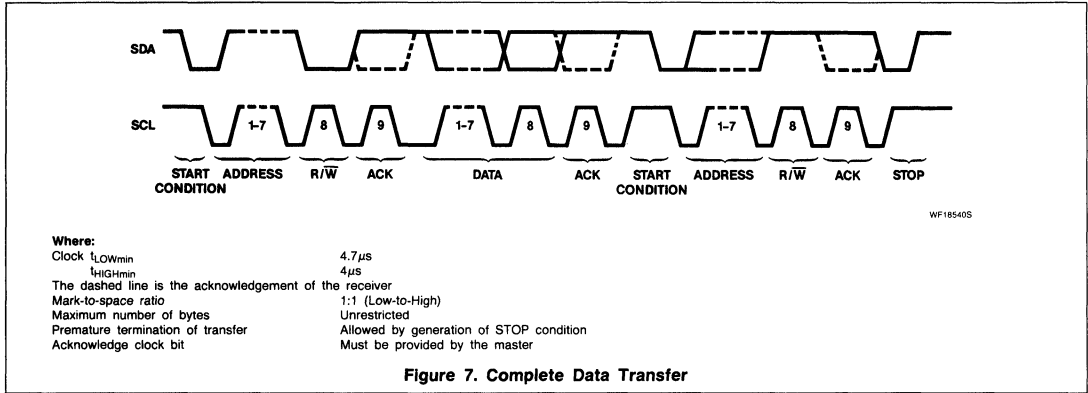 SDA
SCL
1–7 8 9 1–7 8 9 1–7 8 9
START CONDITION ADDRESS R/W̅ ACK DATA ACK START CONDITION ADDRESS R/W̅ ACK STOP
WF18540S
Where:
Clock tLOWmin 4.7μs
tHIGHmin 4μs
The dashed line is the acknowledgement of the receiver
Mark-to-space ratio 1:1 (Low-to-High)
Maximum number of bytes Unrestricted
Premature termination of transfer Allowed by generation of STOP condition
Acknowledge clock bit Must be provided by the master
Figure 7. Complete Data Transfer